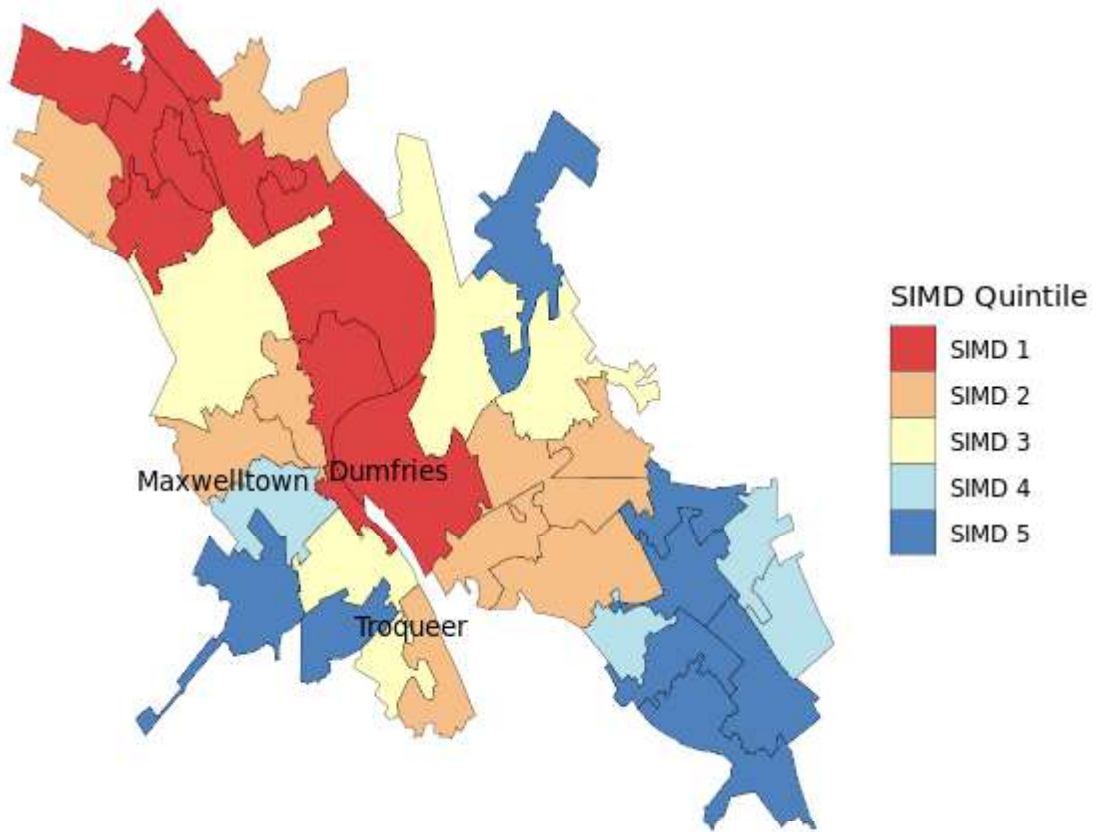 Maxwelltown
Dumfries
Troqueer
SIMD Quintile
SIMD 1
SIMD 2
SIMD 3
SIMD 4
SIMD 5